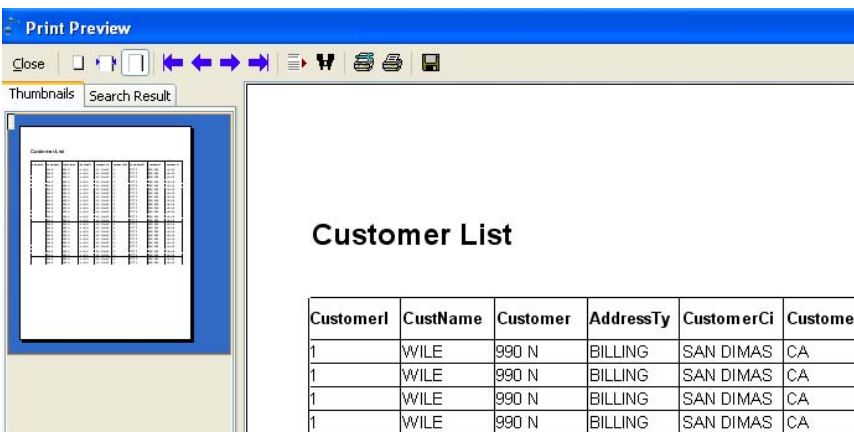 Print Preview
Close
Thumbnails Search Result
Customer List
Customer List
CustomerI CustName Customer AddressTy CustomerCi Custome
1 WILE 990 N BILLING SAN DIMAS CA
1 WILE 990 N BILLING SAN DIMAS CA
1 WILE 990 N BILLING SAN DIMAS CA
1 WILE 990 N BILLING SAN DIMAS CA